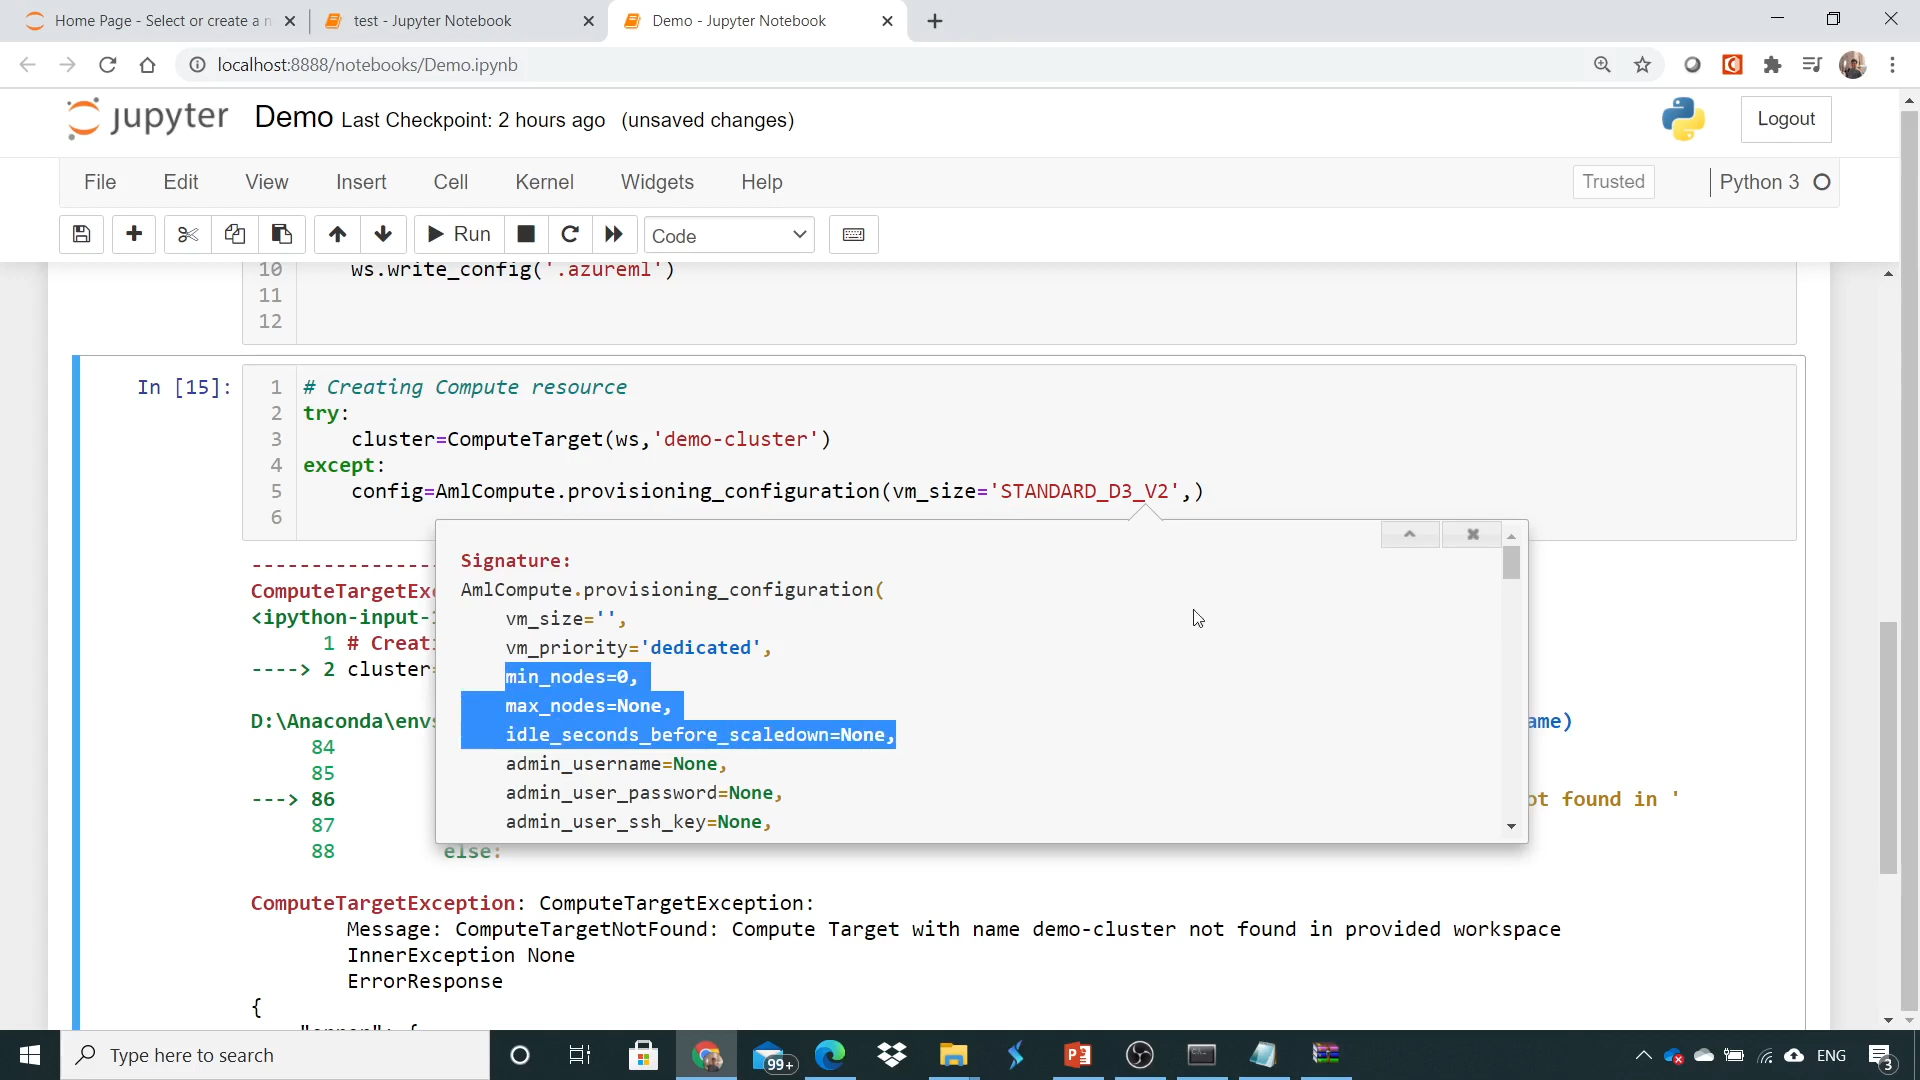 Home Page - Select or create a n
test - Jupyter Notebook
Demo - Jupyter Notebook
localhost:8888/notebooks/Demo.ipynb
jupyter Demo Last Checkpoint: 2 hours ago (unsaved changes)
Logout
File Edit View Insert Cell Kernel Widgets Help
Trusted
Python 3
Run
Code
10 ws.write_config('.azureml')
11
12
In [15]:
1 # Creating Compute resource
2 try:
3 cluster=ComputeTarget(ws,'demo-cluster')
4 except:
5 config=AmlCompute.provisioning_configuration(vm_size='STANDARD_D3_V2',)
6
Signature:
AmlCompute.provisioning_configuration(
vm_size='',
vm_priority='dedicated',
min_nodes=0,
max_nodes=None,
idle_seconds_before_scaledown=None,
admin_username=None,
admin_user_password=None,
admin_user_ssh_key=None,
----------------
ComputeTargetEx
<ipython-input-
1 # Creati
----> 2 cluster=
D:\Anaconda\envs
ame)
84
85
---> 86
ot found in '
87
88 else:
ComputeTargetException: ComputeTargetException:
Message: ComputeTargetNotFound: Compute Target with name demo-cluster not found in provided workspace
InnerException None
ErrorResponse
{
"error": {
Type here to search
99+
ENG
3